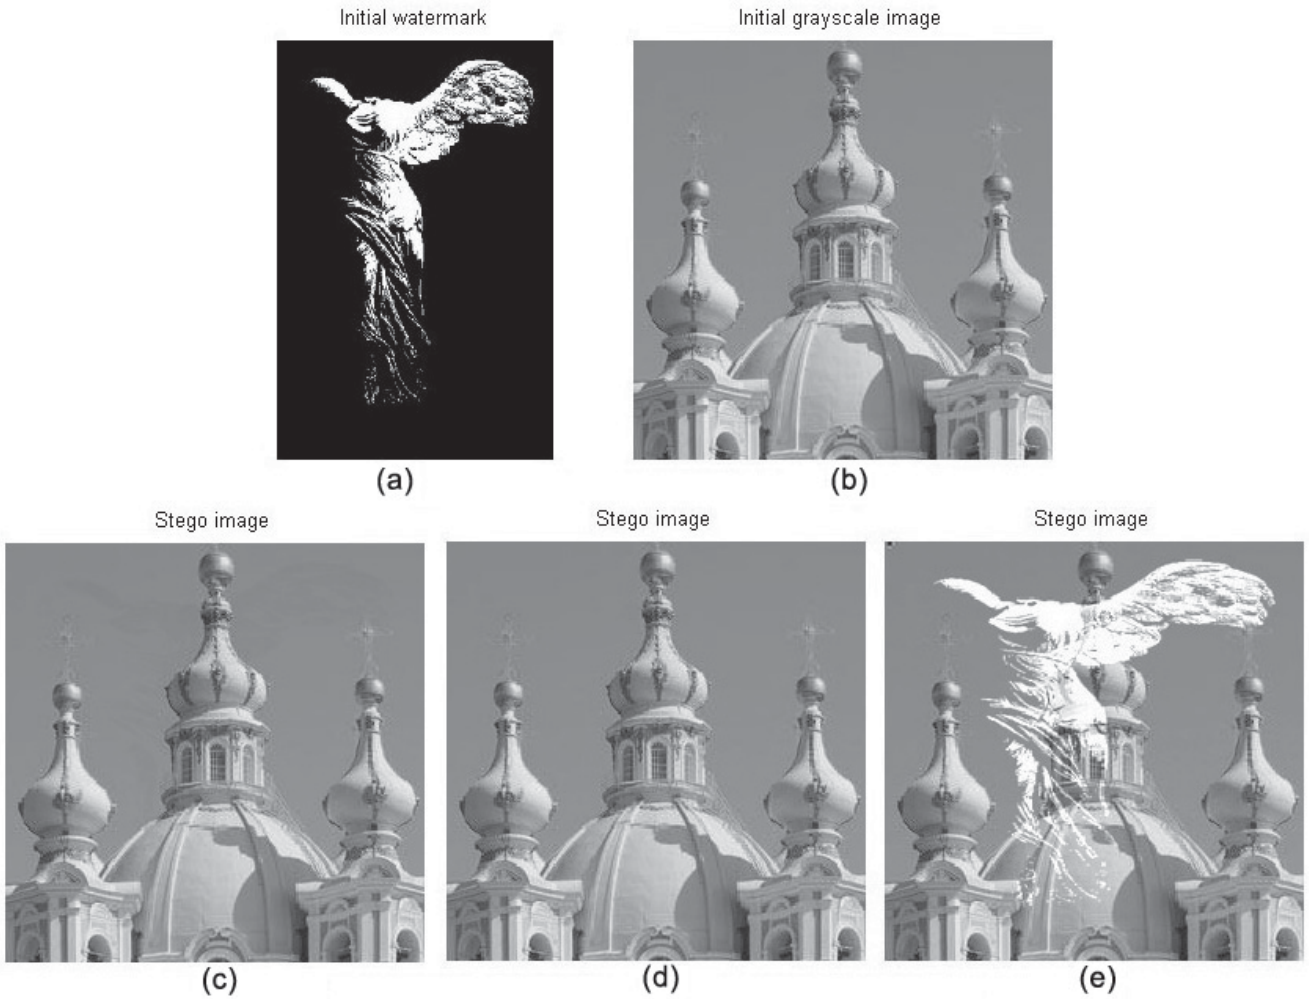 Initial watermark
Initial grayscale image
(a)
(b)
Stego image
Stego image
Stego image
(c)
(d)
(e)